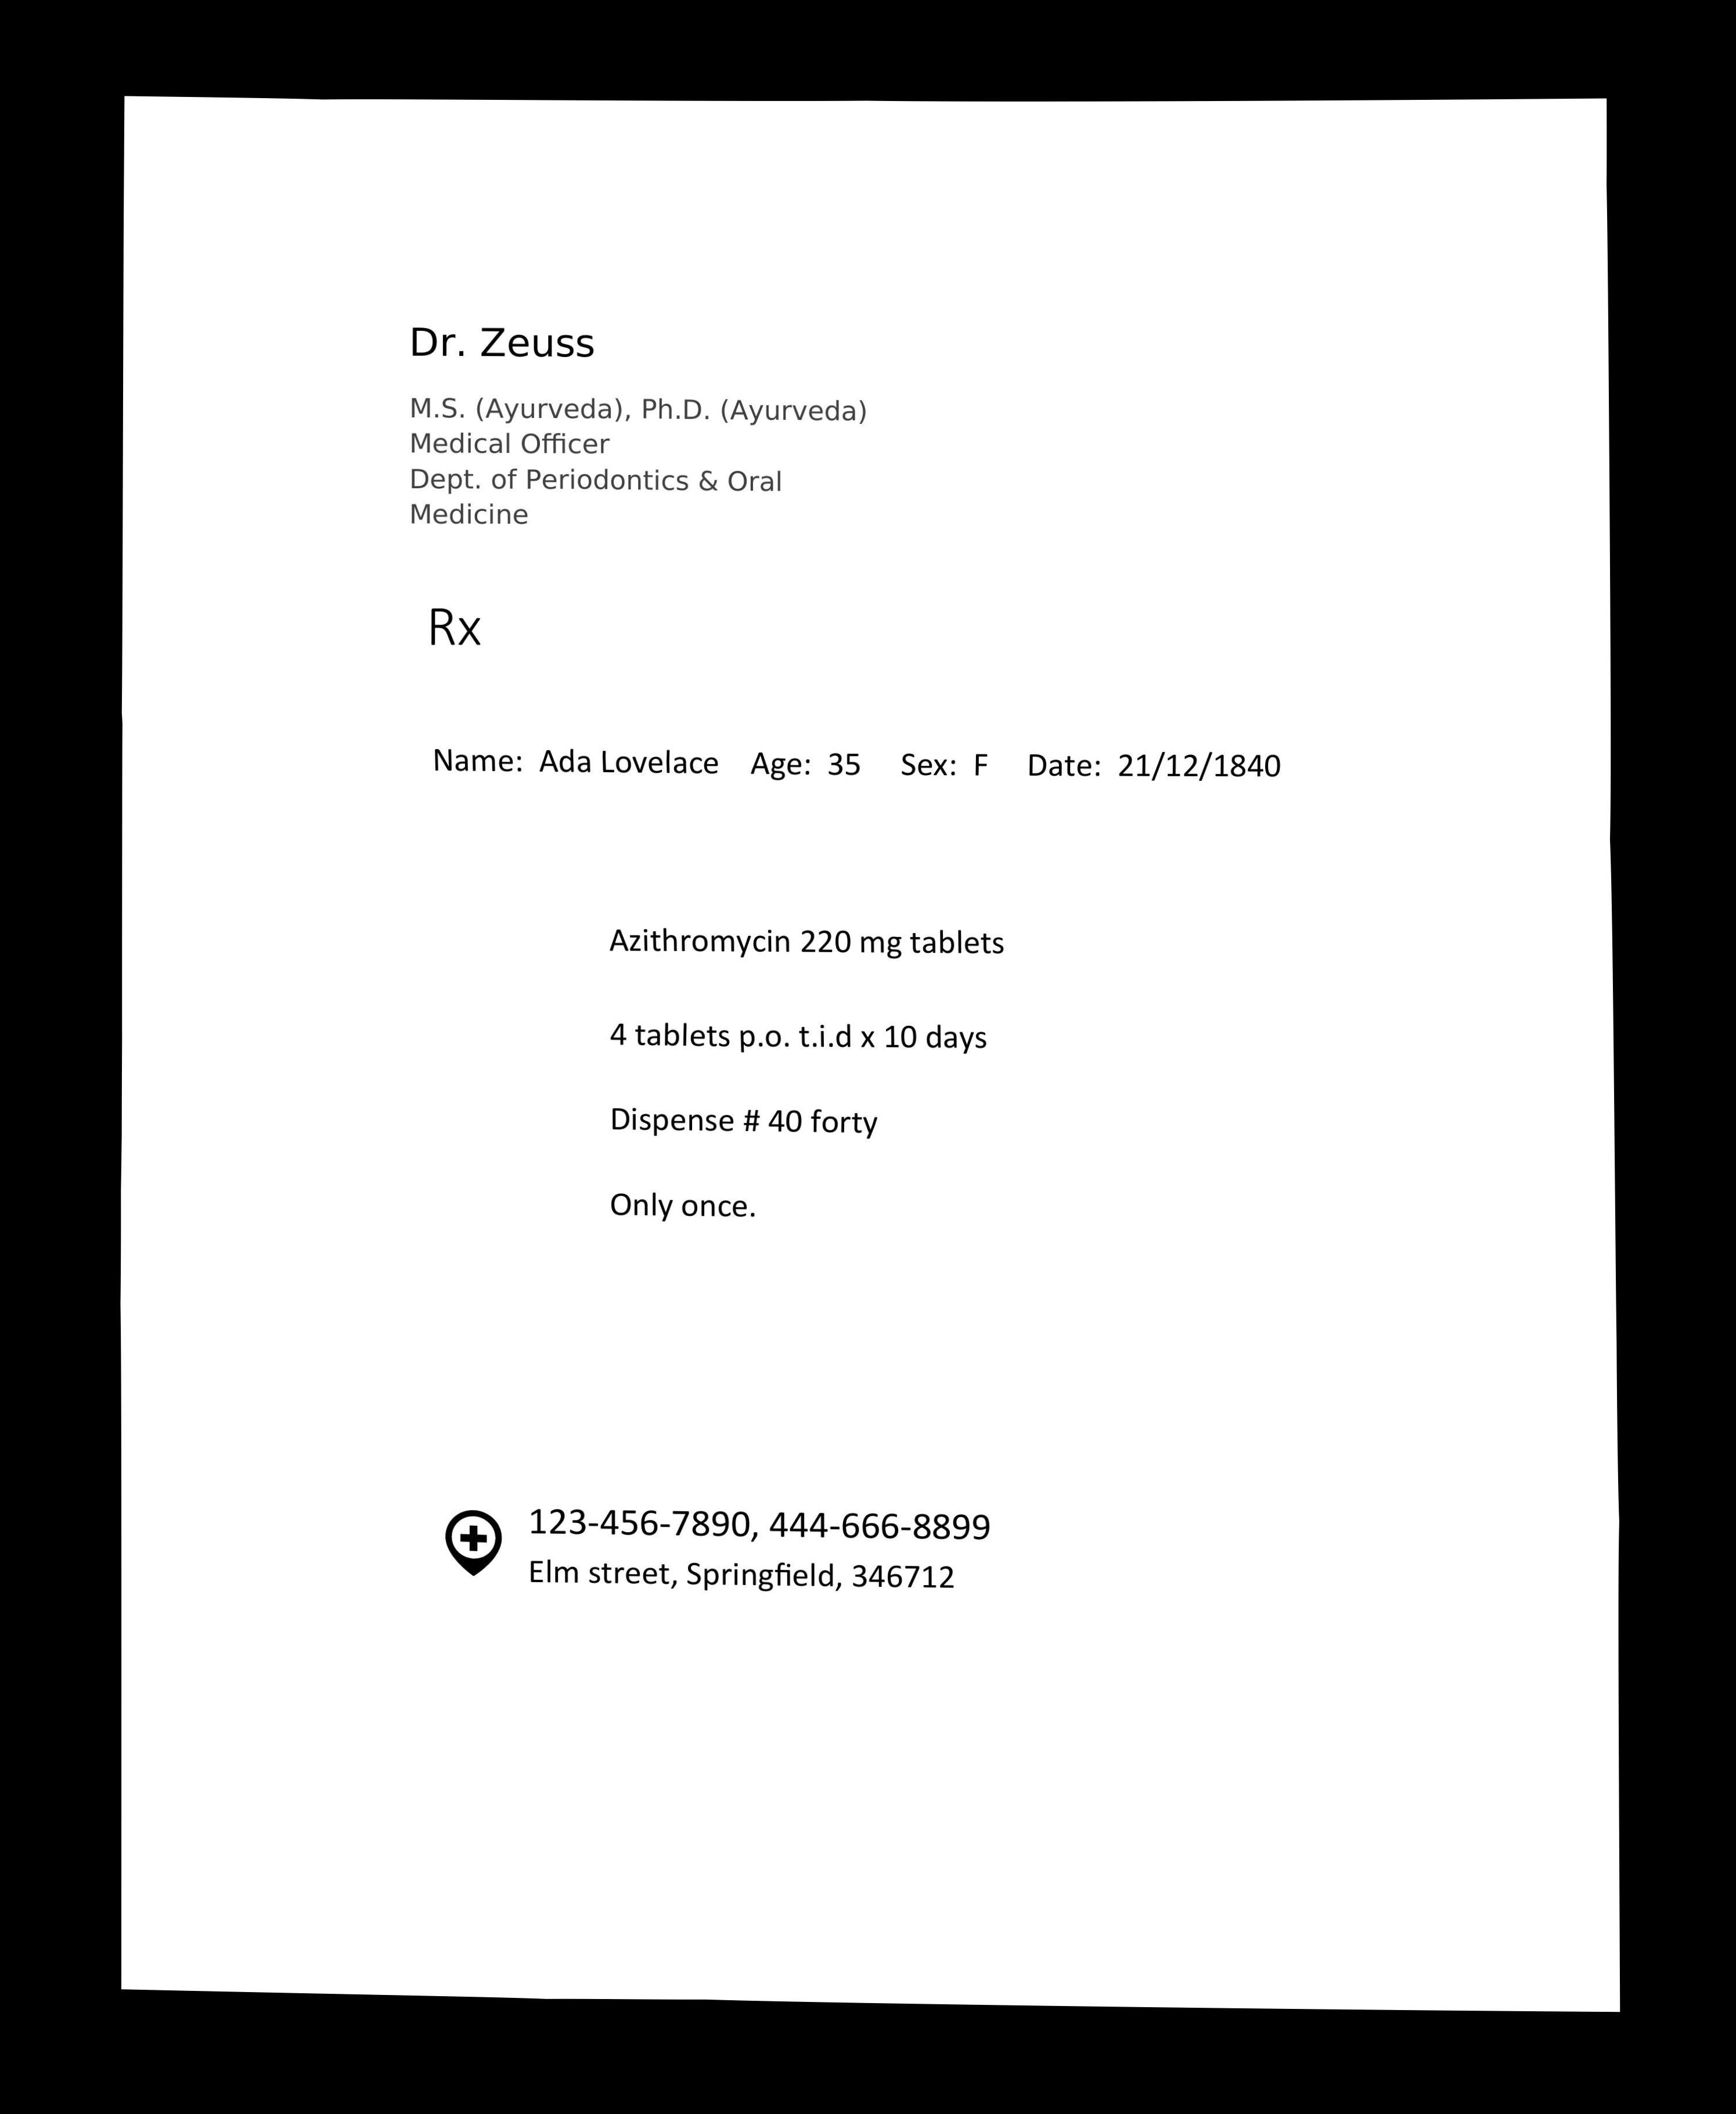 Dr. Zeuss
M.S. (Ayurveda), Ph.D. (Ayurveda)
Medical Officer
Dept. of Periodontics & Oral
Medicine
Rx
Name: Ada Lovelace Age: 35 Sex: F Date: 21/12/1840
Azithromycin 220 mg tablets
4 tablets p.o. t.i.d x 10 days
Dispense # 40 forty
Only once.
123-456-7890, 444-666-8899
Elm street, Springfield, 346712